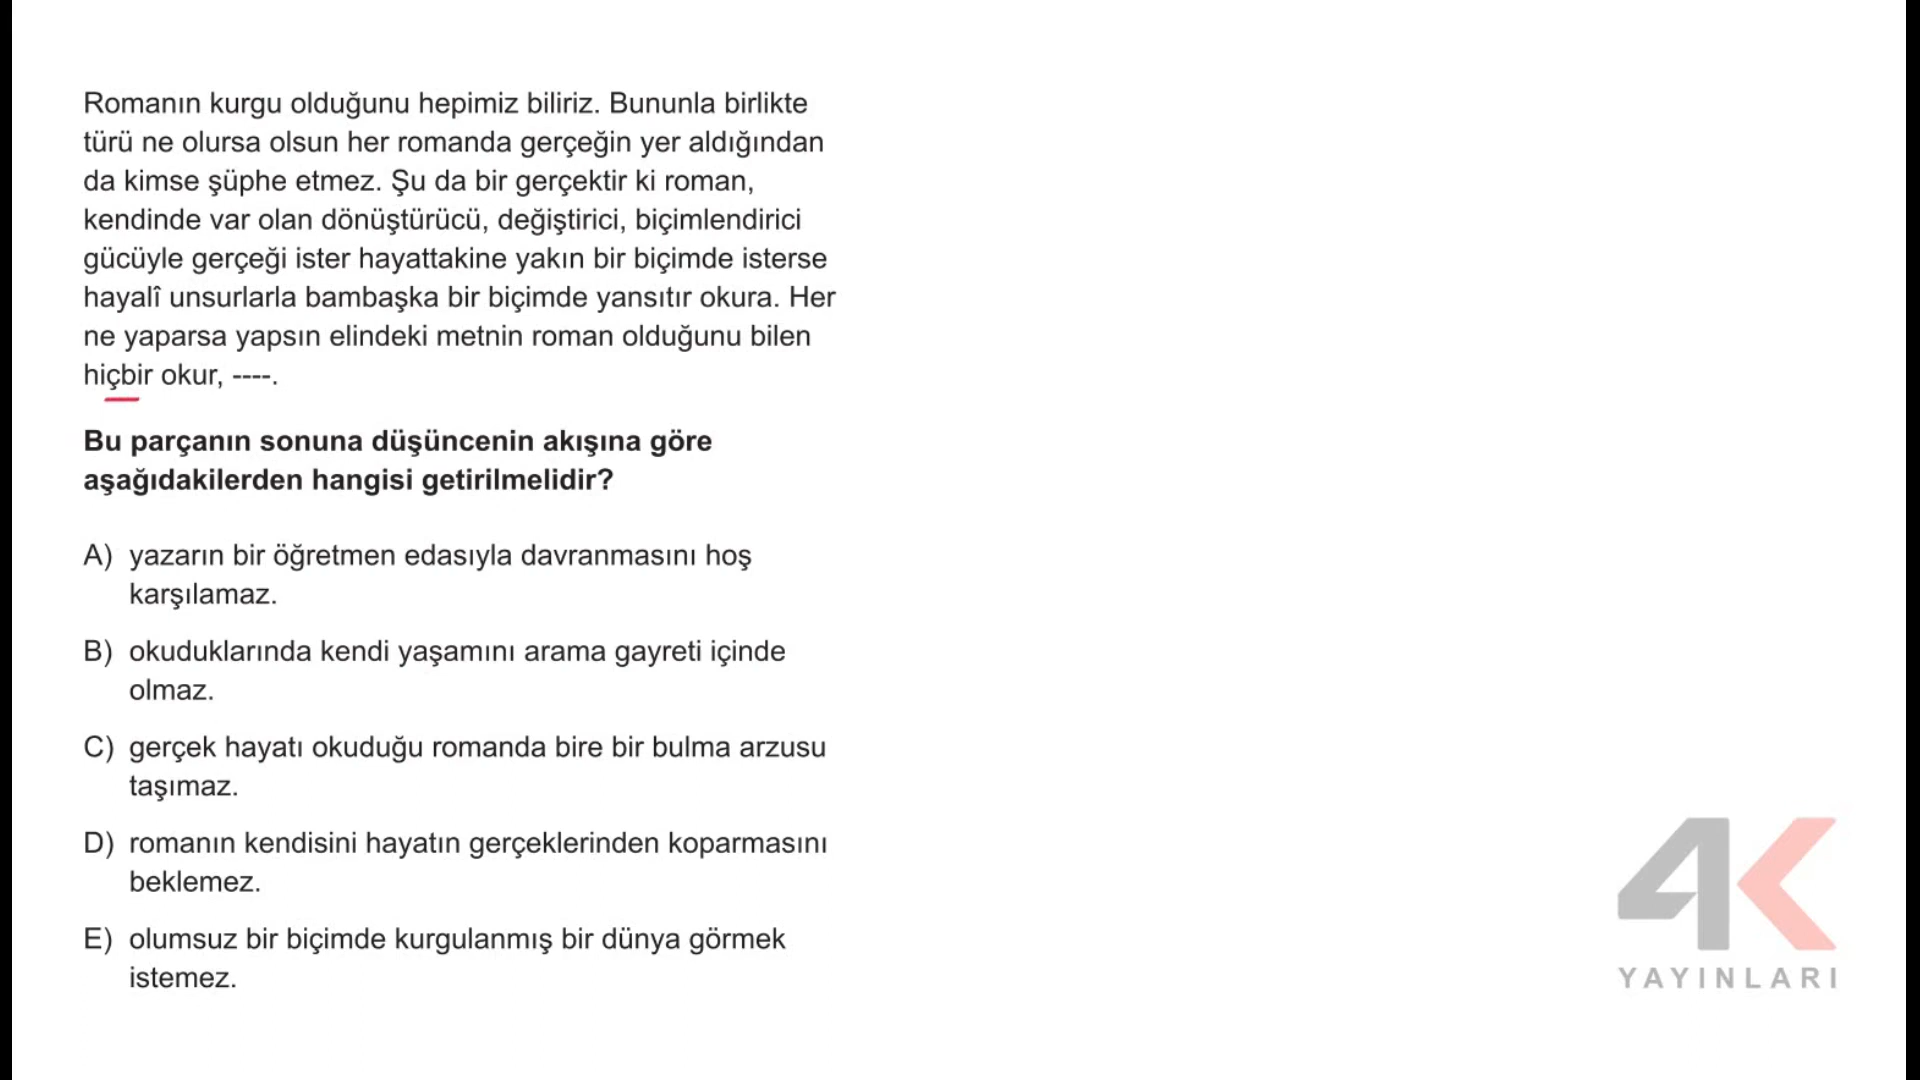 Romanın kurgu olduğunu hepimiz biliriz. Bununla birlikte
türü ne olursa olsun her romanda gerçeğin yer aldığından
da kimse şüphe etmez. Şu da bir gerçektir ki roman,
kendinde var olan dönüştürücü, değiştirici, biçimlendirici
gücüyle gerçeği ister hayattakine yakın bir biçimde isterse
hayalî unsurlarla bambaşka bir biçimde yansıtır okura. Her
ne yaparsa yapsın elindeki metnin roman olduğunu bilen
hiçbir okur, ----.
Bu parçanın sonuna düşüncenin akışına göre
aşağıdakilerden hangisi getirilmelidir?
A) yazarın bir öğretmen edasıyla davranmasını hoş
karşılamaz.
B) okuduklarında kendi yaşamını arama gayreti içinde
olmaz.
C) gerçek hayatı okuduğu romanda bire bir bulma arzusu
taşımaz.
D) romanın kendisini hayatın gerçeklerinden koparmasını
beklemez.
E) olumsuz bir biçimde kurgulanmış bir dünya görmek
istemez.
4K
YAYINLARI